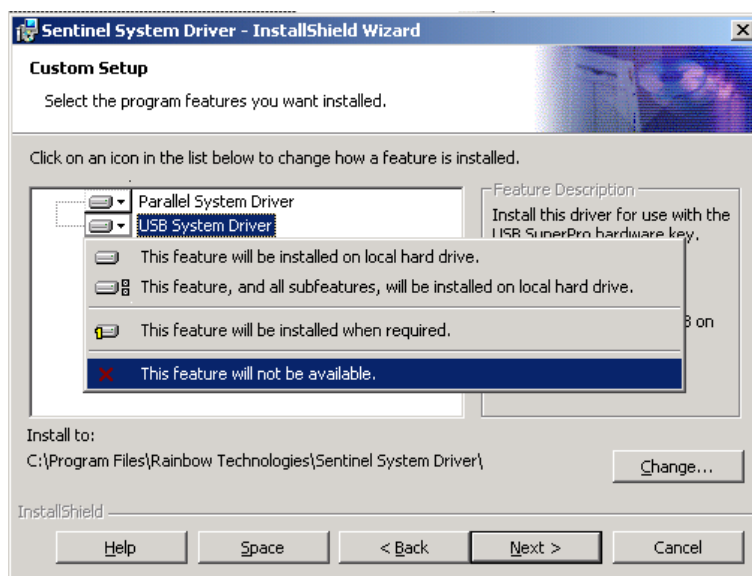 Sentinel System Driver - InstallShield Wizard
Custom Setup
Select the program features you want installed.
Click on an icon in the list below to change how a feature is installed.
Parallel System Driver
USB System Driver
Feature Description
Install this driver for use with the
USB SuperPro hardware key.
This feature will be installed on local hard drive.
This feature, and all subfeatures, will be installed on local hard drive.
This feature will be installed when required.
on
This feature will not be available.
Install to:
C:\Program Files\Rainbow Technologies\Sentinel System Driver\
Change...
InstallShield
Help
Space
< Back
Next >
Cancel